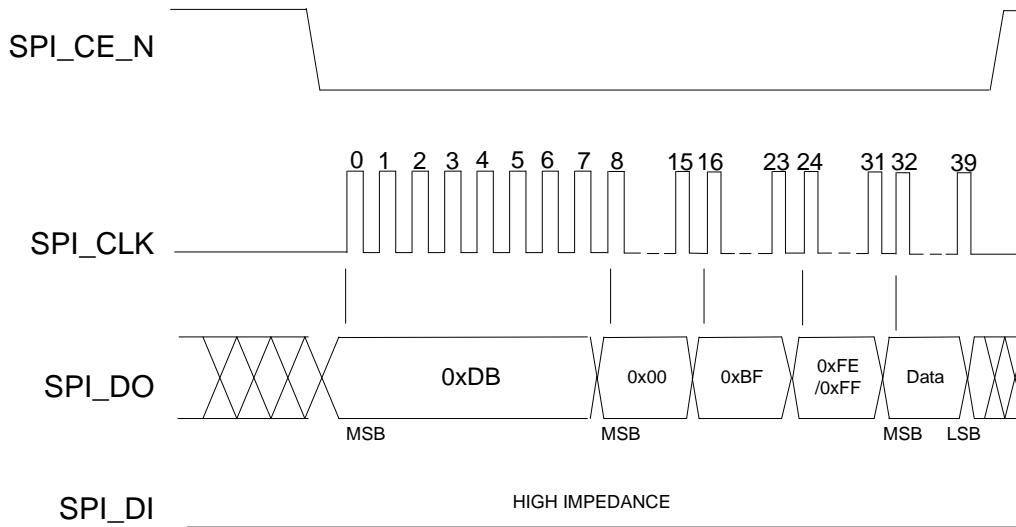 SPI_CE_N
0 1 2 3 4 5 6 7 8 15 16 23 24 31 32 39
SPI_CLK
SPI_DO
0xDB
0x00
0xBF
0xFE
/0xFF
Data
MSB MSB MSB LSB
SPI_DI
HIGH IMPEDANCE